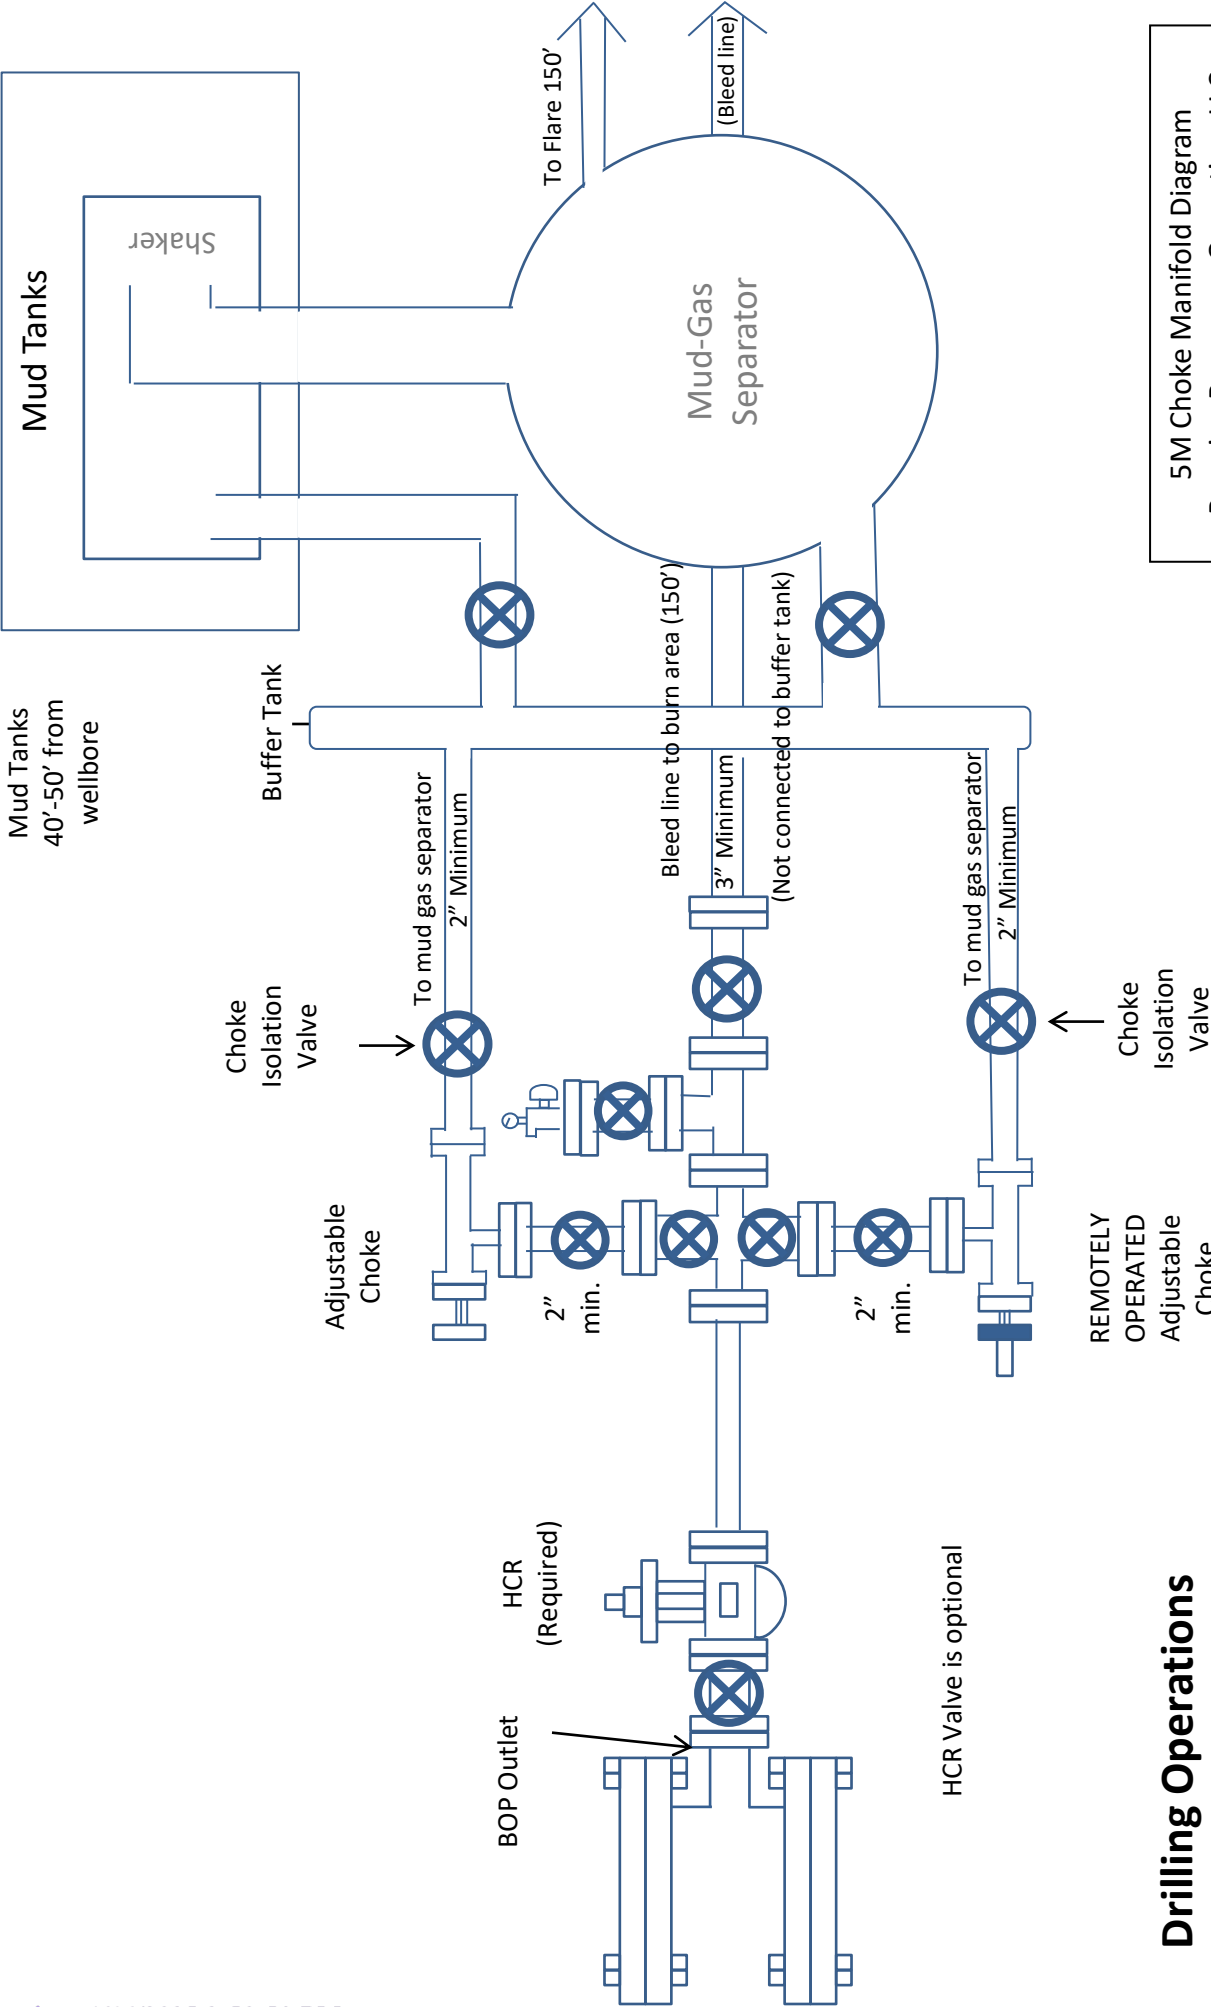 Mud Tanks
40’-50’ from
wellbore
Mud Tanks
Shaker
Buffer Tank
Choke
Isolation
Valve
Adjustable
Choke
To mud gas separator
2” Minimum
To Flare 150’
(Bleed line)
Mud-Gas
Separator
Bleed line to burn area (150’)
3” Minimum
(Not connected to buffer tank)
2”
min.
2”
min.
HCR
(Required)
BOP Outlet
To mud gas separator
2” Minimum
HCR Valve is optional
REMOTELY
OPERATED
Adjustable
Choke
Choke
Isolation
Valve
Drilling Operations
5M Choke Manifold Diagram